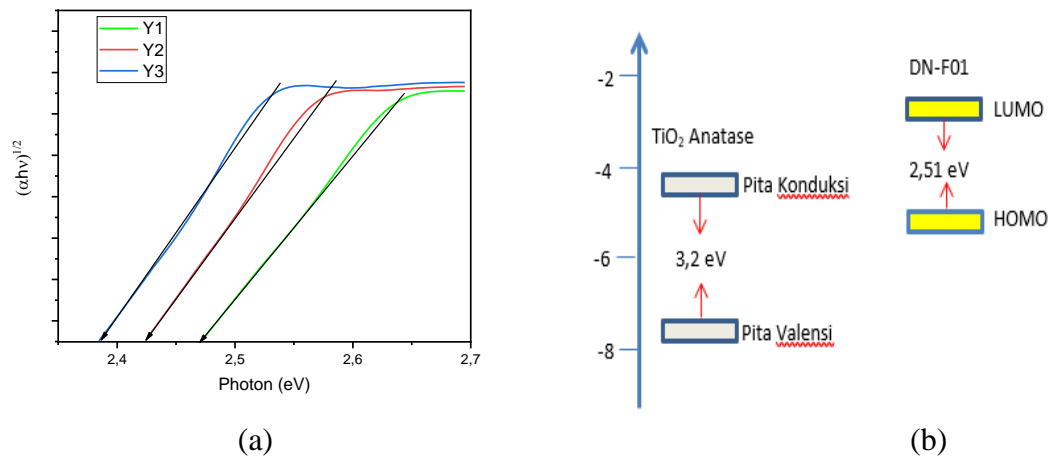 Y1
Y2
Y3
(αhν)1/2
2,4 2,5 2,6 2,7
Photon (eV)
(a)
-2
-4
-6
-8
TiO2 Anatase
Pita Konduksi
3,2 eV
Pita Valensi
DN-F01
LUMO
2,51 eV
HOMO
(b)